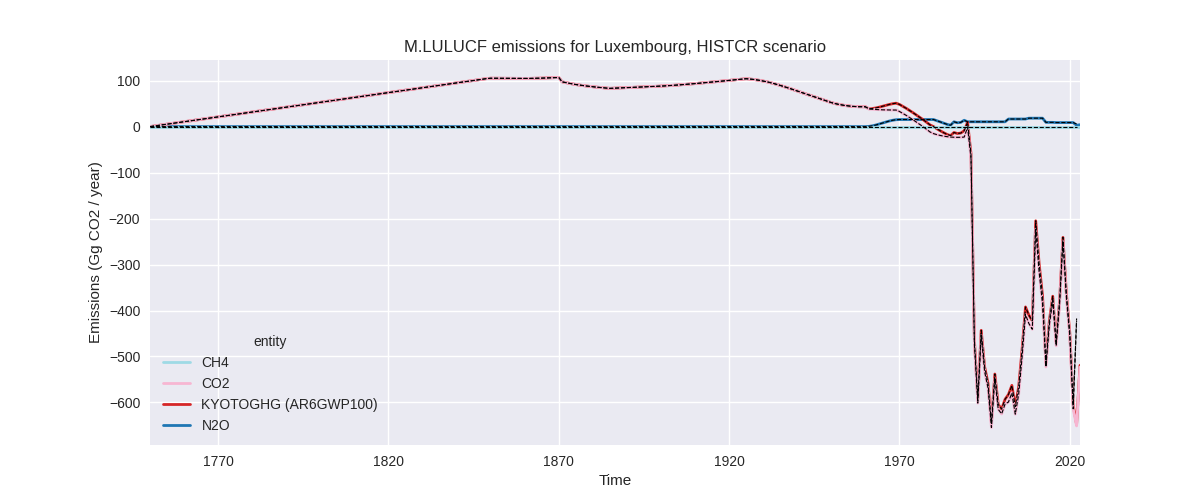 M.LULUCF emissions for Luxembourg, HISTCR scenario
Emissions (Gg CO2 / year)
100
0
−100
−200
−300
−400
−500
−600
entity
CH4
CO2
KYOTOGHG (AR6GWP100)
N2O
1770
1820
1870
1920
1970
2020
Time